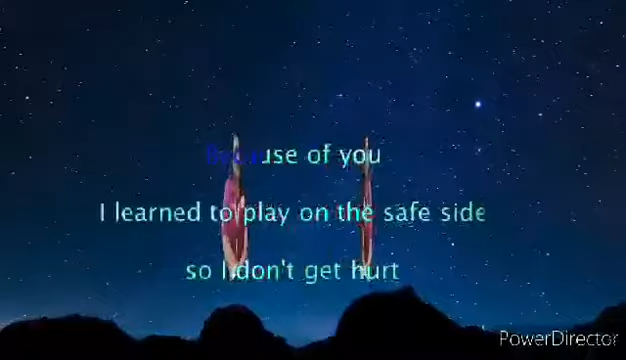 Because of you
I learned to play on the safe side
so I don't get hurt
PowerDirector